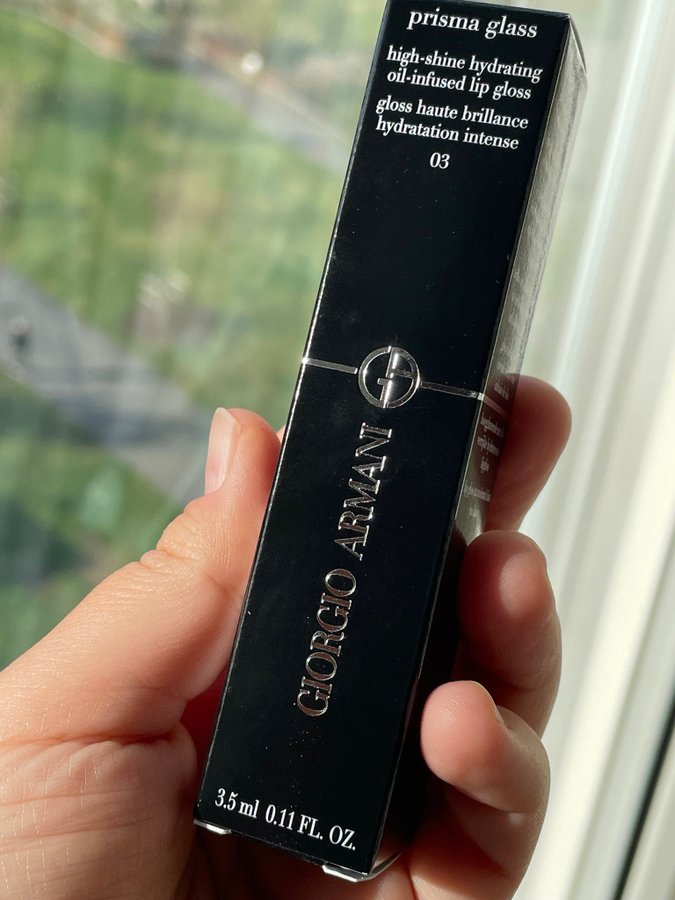 prisma glass
high-shine hydrating
oil-infused lip gloss
gloss haute brillance
hydratation intense
03
GIORGIO ARMANI
3.5 ml 0.11 FL. OZ.